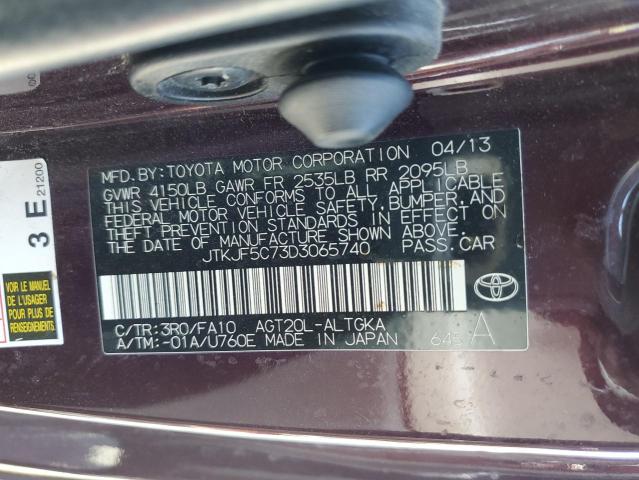 MFD.BY:TOYOTA MOTOR CORPORATION 04/13
GVWR 4150LB GAWR FR 2535LB RR 2095LB
THIS VEHICLE CONFORMS TO ALL APPLICABLE
FEDERAL MOTOR VEHICLE SAFETY,BUMPER,AND
THEFT PREVENTION STANDARDS IN EFFECT ON
THE DATE OF MANUFACTURE SHOWN ABOVE.
JTKJF5C73D3065740 PASS.CAR
C/TR:3R0/FA10 AGT20L-ALTGKA
A/TM:-01A/U760E MADE IN JAPAN 645 A
TOYOTA
3 E
21200
VOIR LE MANUEL
DE L'USAGER
POUR PLUS DE
RENSEIGNEMENTS